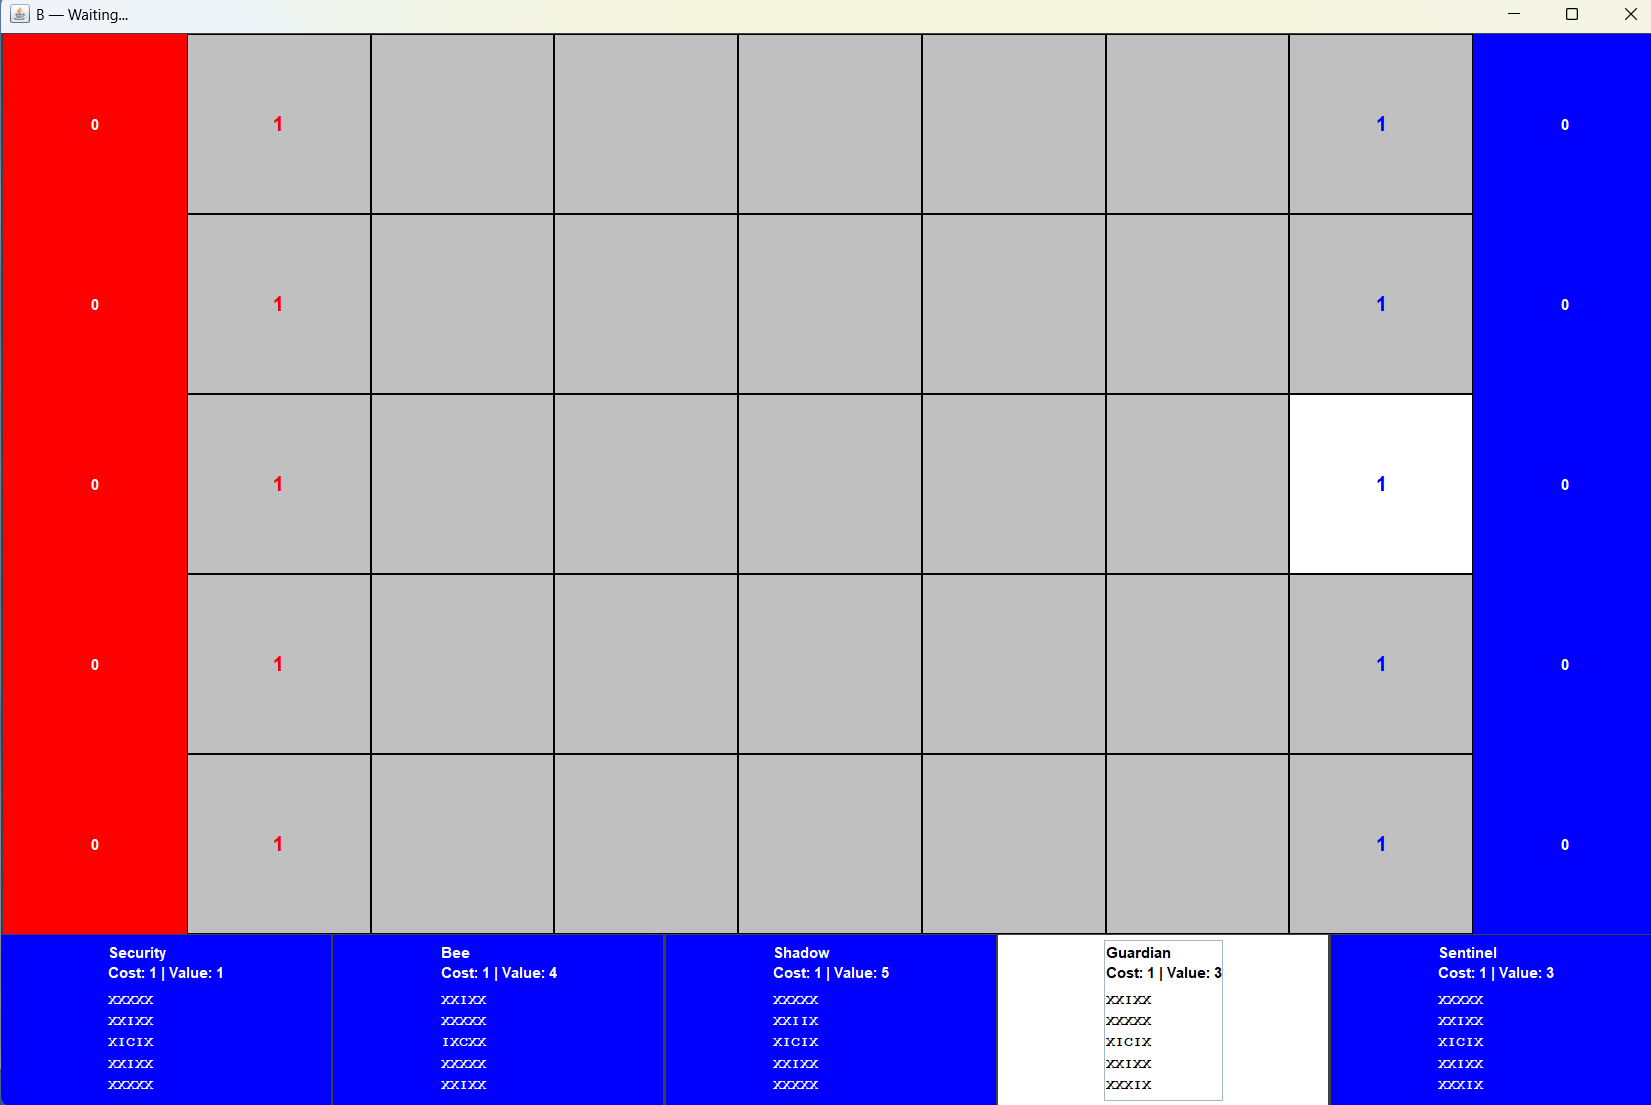 B — Waiting...
0 1 1 0
0 1 1 0
0 1 1 0
0 1 1 0
0 1 1 0
Security
Cost: 1 | Value: 1
XXXXX
XXIXX
XICIX
XXIXX
XXXXX
Bee
Cost: 1 | Value: 4
XXIXX
XXXXX
IXCXX
XXXXX
XXIXX
Shadow
Cost: 1 | Value: 5
XXXXX
XXIIX
XICIX
XXIXX
XXXXX
Guardian
Cost: 1 | Value: 3
XXIXX
XXXXX
XICIX
XXIXX
XXXIX
Sentinel
Cost: 1 | Value: 3
XXXXX
XXIXX
XICIX
XXIXX
XXXIX